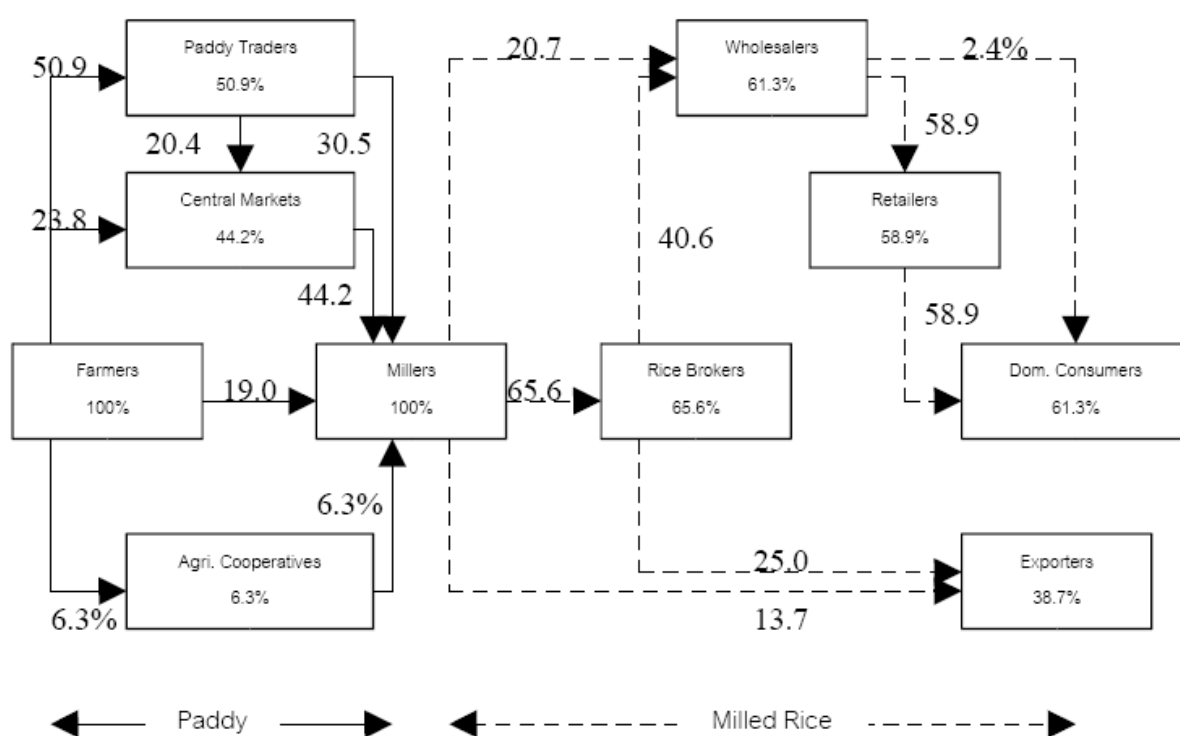 Paddy Traders
50.9%
50.9
20.4
30.5
Central Markets
44.2%
23.8
44.2
Farmers
100%
19.0
Millers
100%
Agri. Cooperatives
6.3%
6.3%
6.3%
20.7
Wholesalers
61.3%
2.4%
58.9
Retailers
58.9%
40.6
58.9
65.6
Rice Brokers
65.6%
Dom. Consumers
61.3%
25.0
13.7
Exporters
38.7%
Paddy
Milled Rice